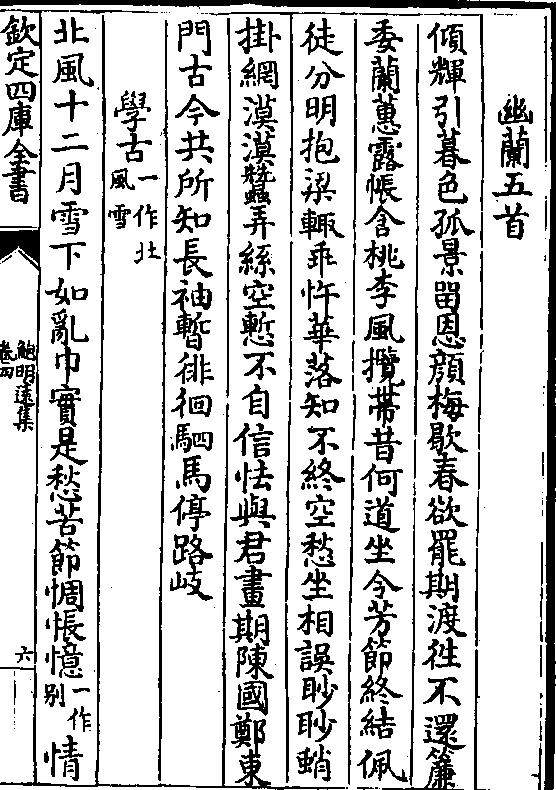 幽蘭五首
傾輝引暮色孤景畱恩顔梅歇春欲罷期渡徃不還簾
委蘭蕙露帳含桃李風攬帶昔何道坐令芳節終結佩
徒分明抱梁輙乖忤華落知不終空愁坐相誤眇眇蛸
掛網漠漠蠶弄絲空慙不自信怯與君畫期陳國鄭東
門古今共所知長袖暫徘徊駟馬停路岐
學古一作北風雪
北風十二月雪下如亂巾實是愁苦節惆悵憶一作别情
欽定四庫全書
鮑明遠集
卷四
六